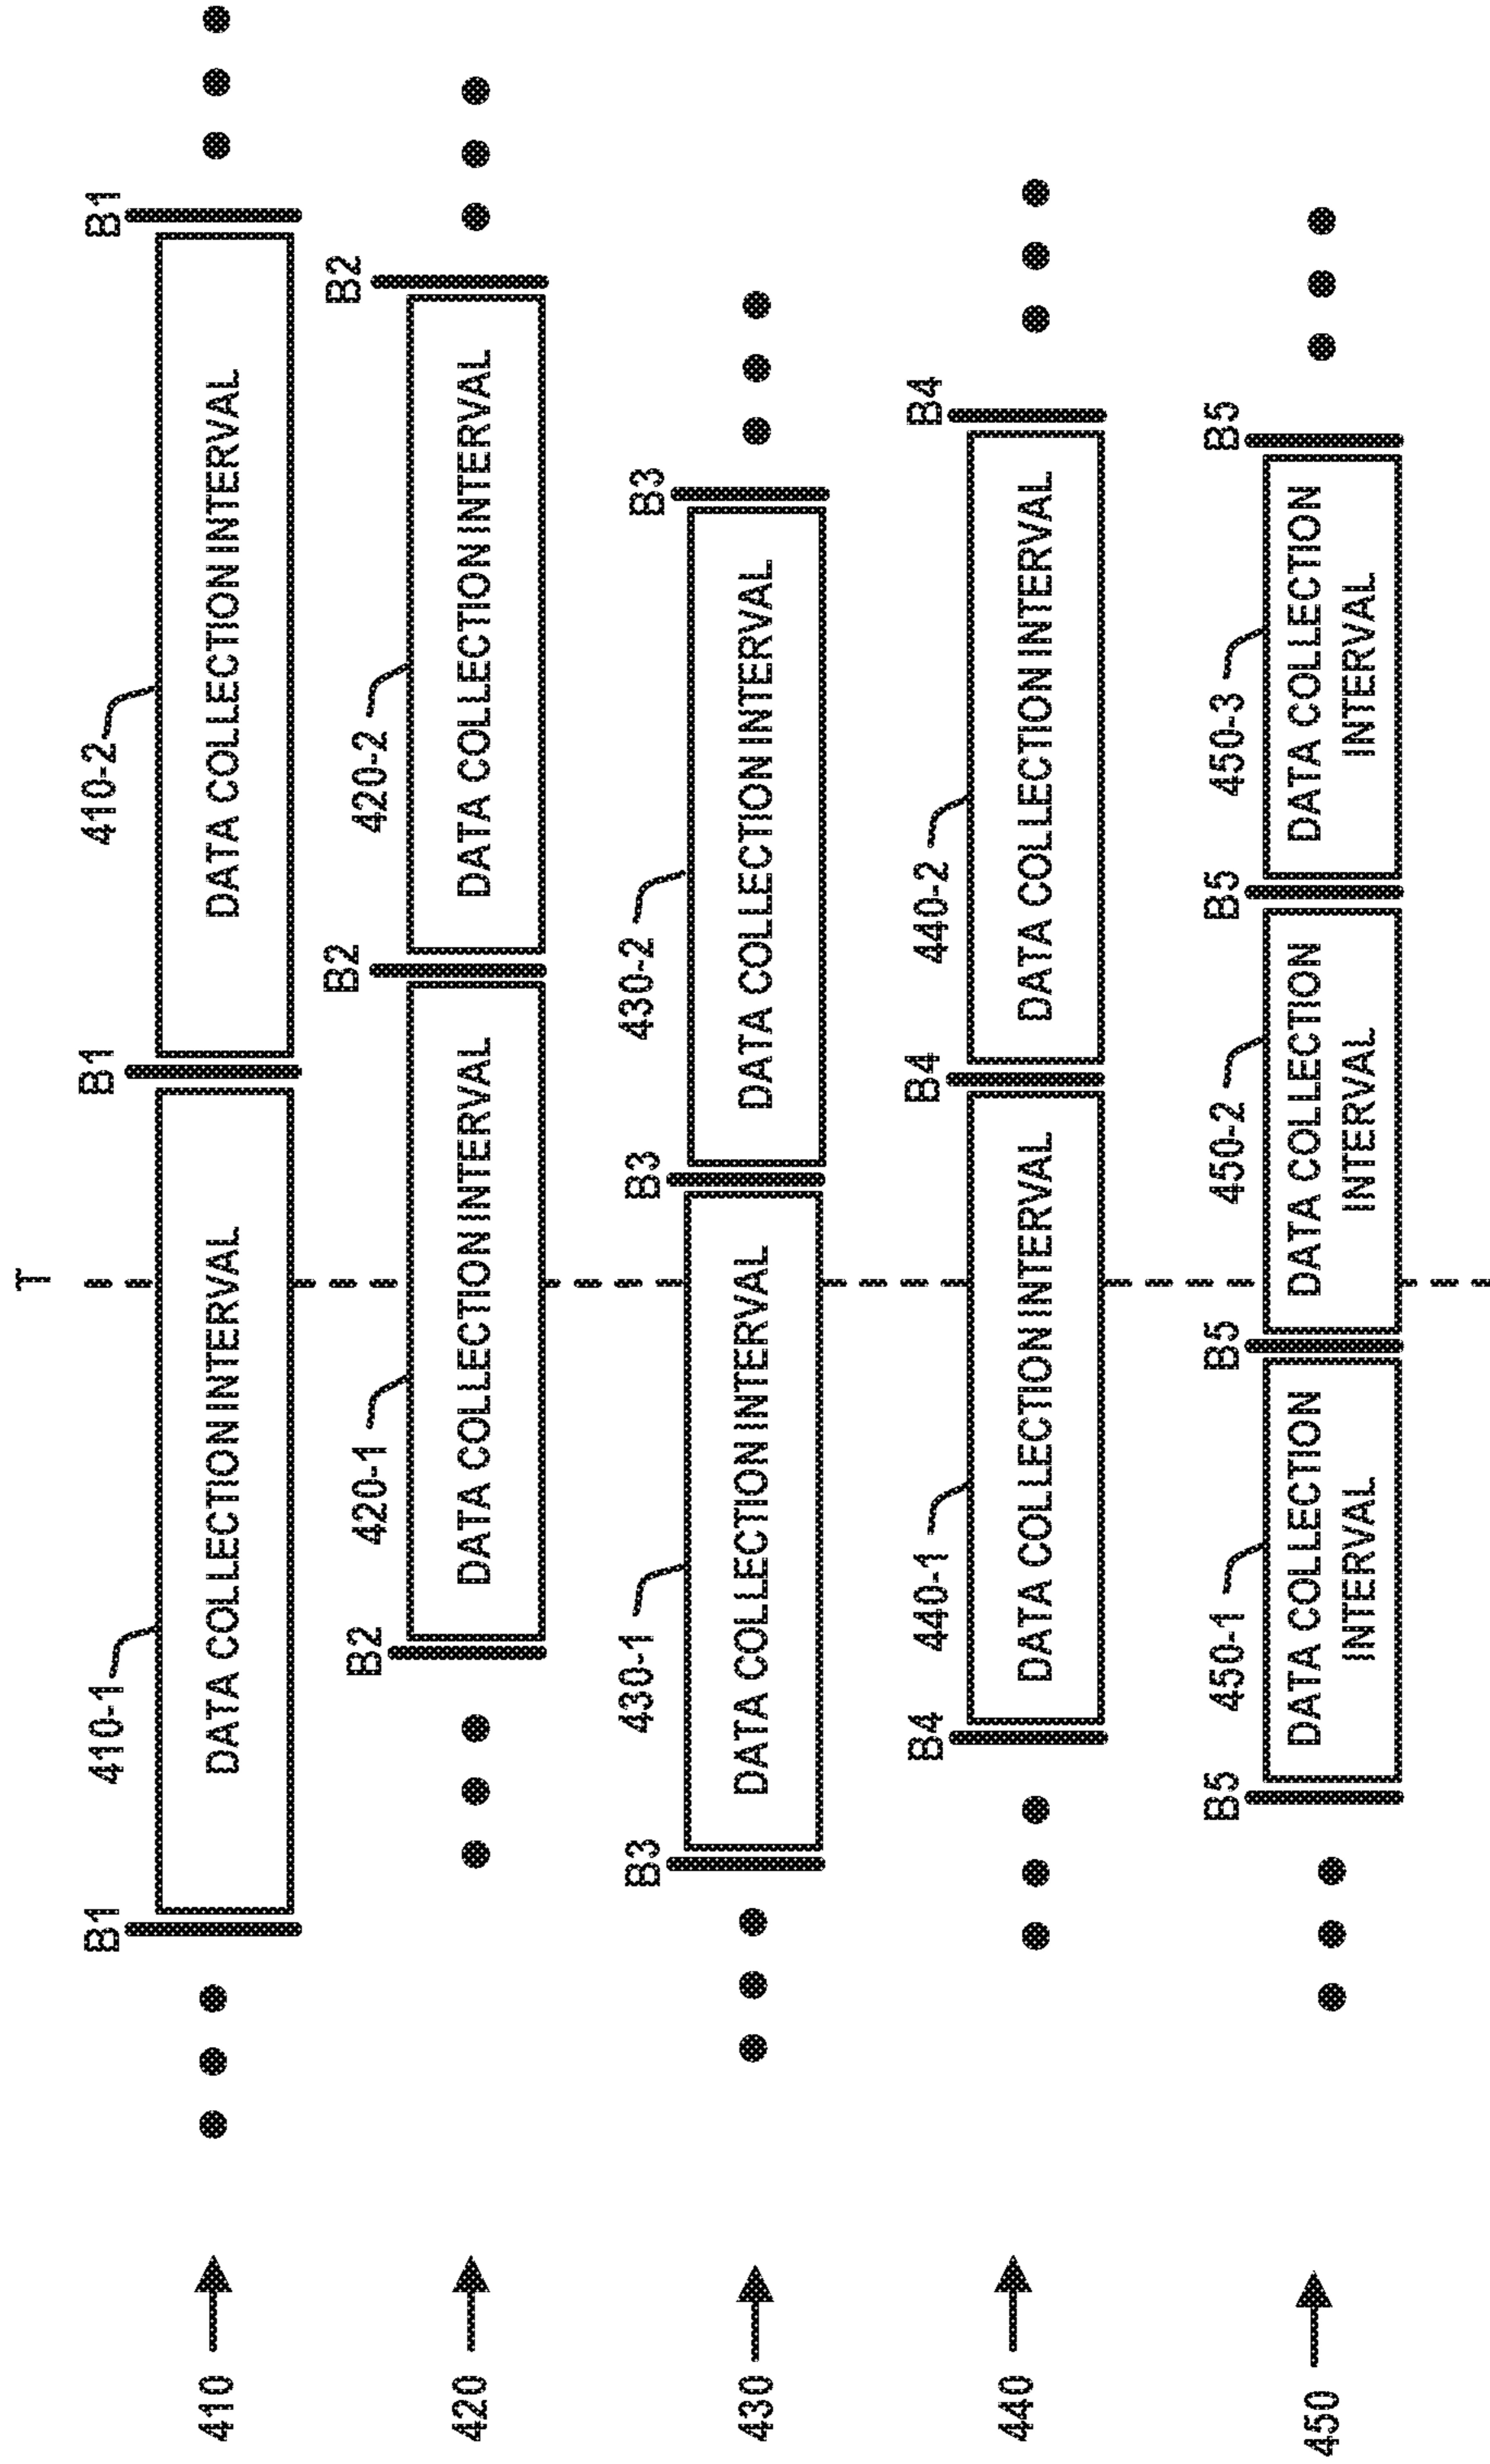 T
410
B1
410-1
DATA COLLECTION INTERVAL
B1
410-2
DATA COLLECTION INTERVAL
B1
420
B2
420-1
DATA COLLECTION INTERVAL
B2
420-2
DATA COLLECTION INTERVAL
B2
430
B3
430-1
DATA COLLECTION INTERVAL
B3
430-2
DATA COLLECTION INTERVAL
B3
440
B4
440-1
DATA COLLECTION INTERVAL
B4
440-2
DATA COLLECTION INTERVAL
B4
450
B5
450-1
DATA COLLECTION
INTERVAL
B5
450-2
DATA COLLECTION
INTERVAL
B5
450-3
DATA COLLECTION
INTERVAL
B5